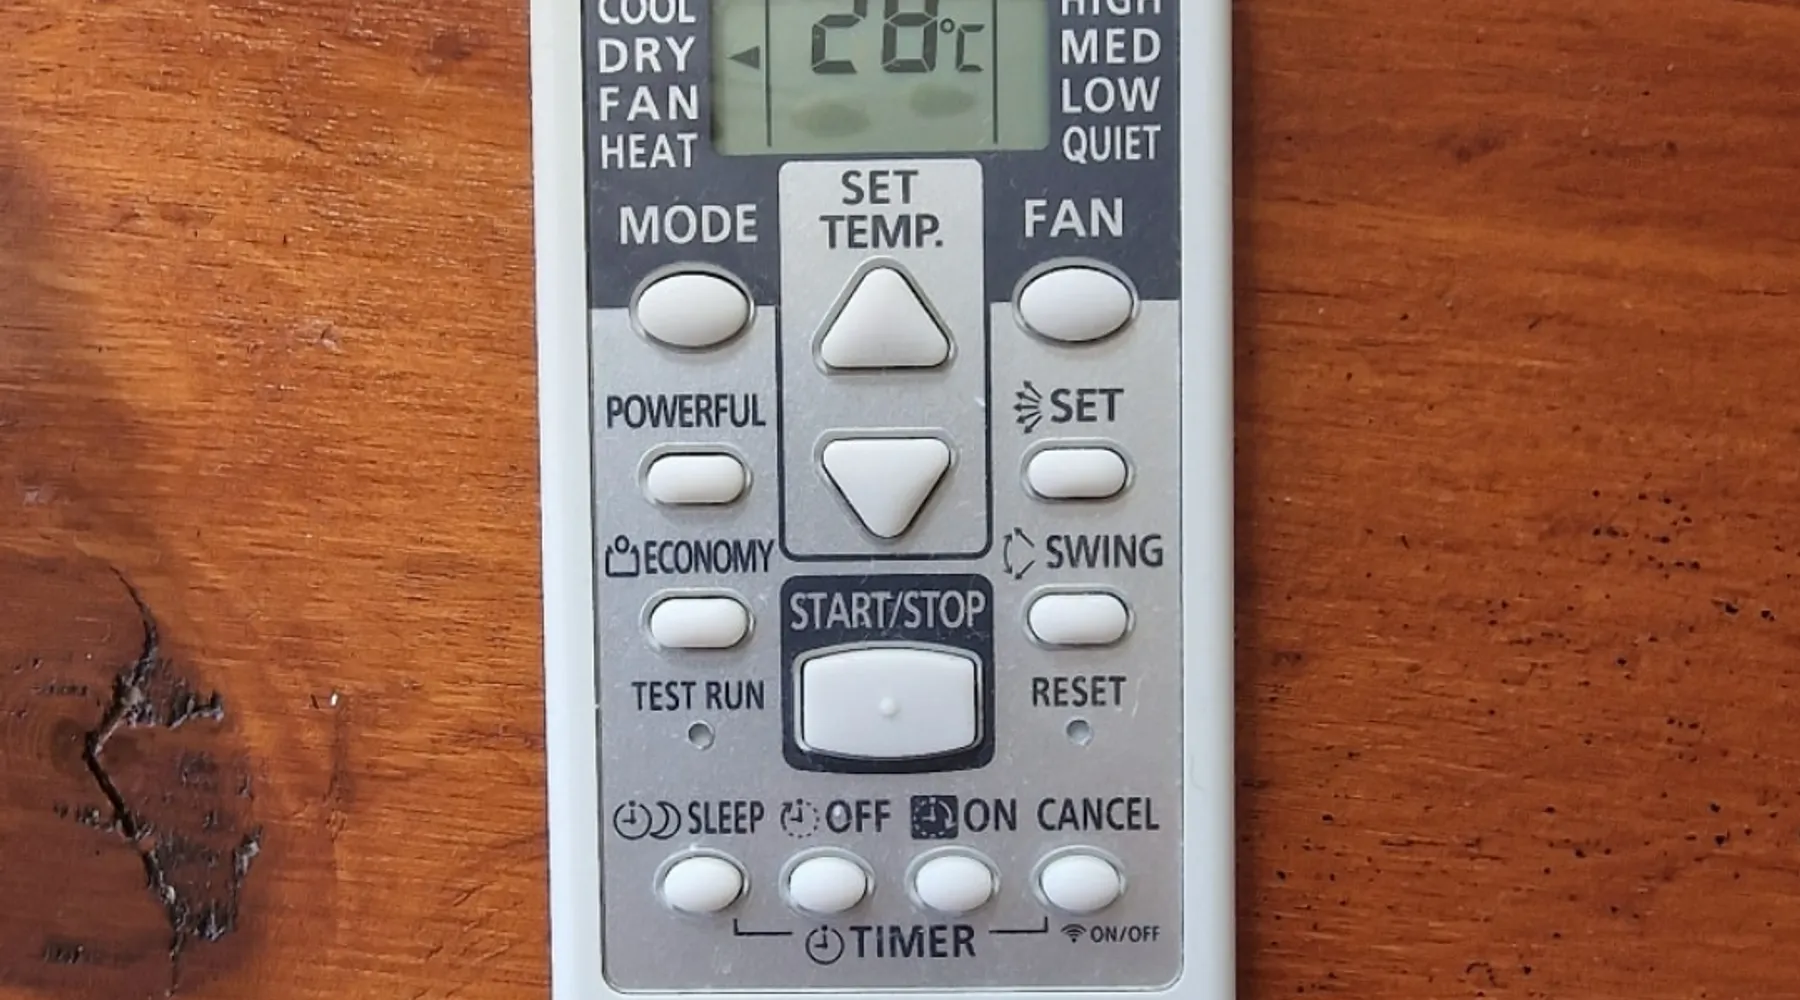 COOL
DRY
FAN
HEAT
28°C
HIGH
MED
LOW
QUIET
MODE
SET
TEMP.
FAN
POWERFUL
SET
ECONOMY
SWING
START/STOP
TEST RUN
RESET
SLEEP
OFF
ON
CANCEL
TIMER
ON/OFF